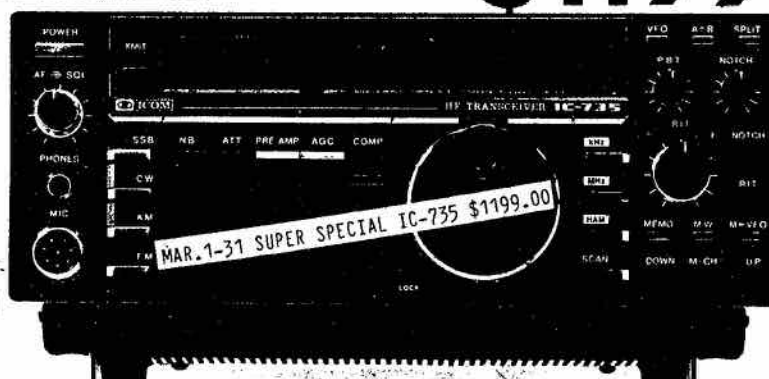 POWER
XMIT
VFO A=B SPLIT
P.B.T NOTCH
AF SQL
ICOM
HF TRANSCEIVER IC-735
RIT
SSB NB ATT PRE AMP AGC COMP
kHz
NOTCH
PHONES
CW
MHz
RIT
MIC
AM
HAM
MEMO MW M▸VFO
MAR.1-31 SUPER SPECIAL IC-735 $1199.00
FM
SCAN
DOWN M-CH UP
LOCK